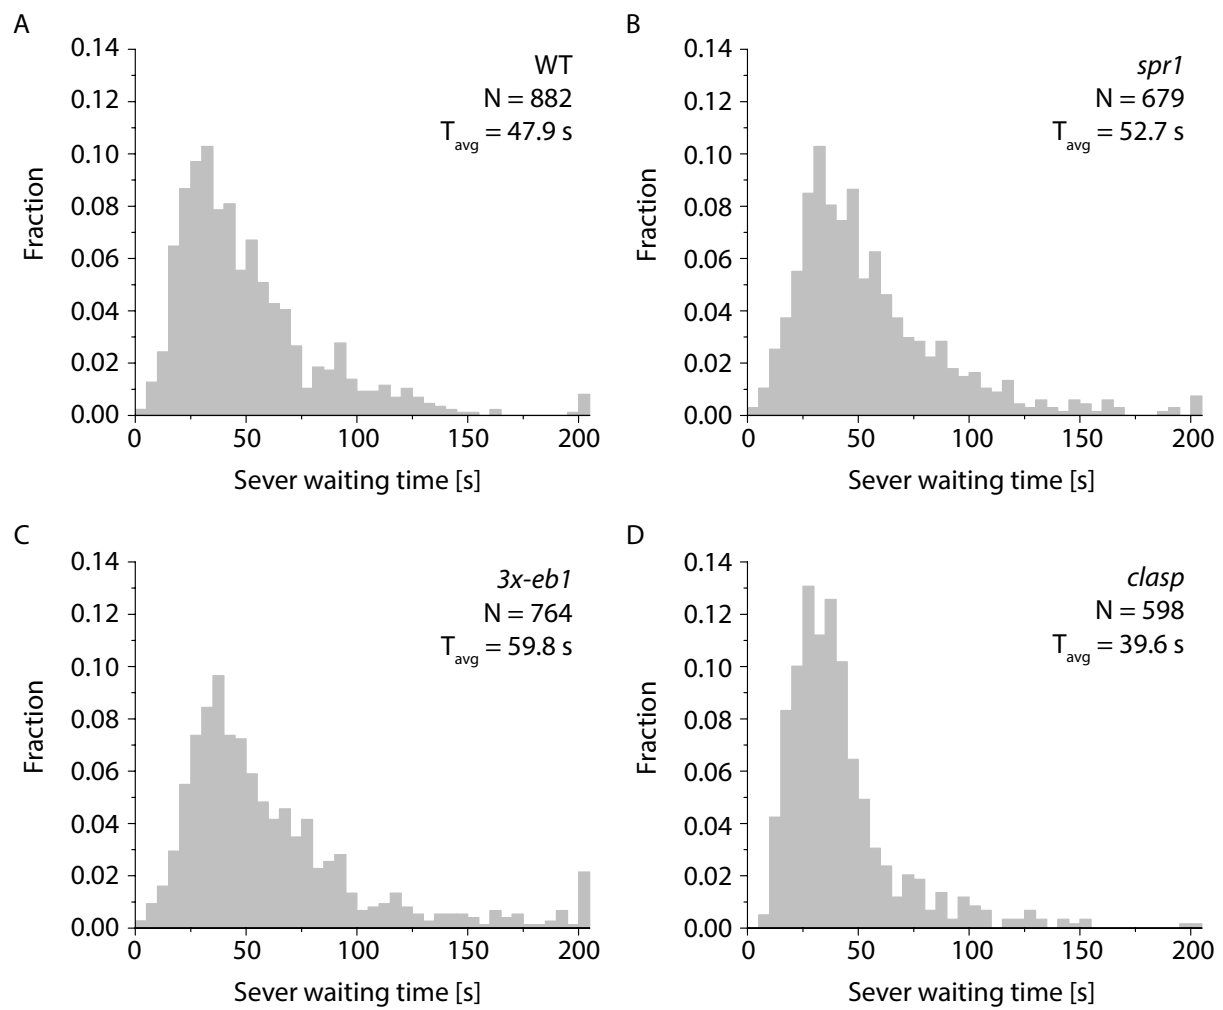 A
WT
N = 882
Tavg = 47.9 s
0.14
0.12
0.10
0.08
0.06
0.04
0.02
0.00
Fraction
0 50 100 150 200
Sever waiting time [s]
B
spr1
N = 679
Tavg = 52.7 s
0.14
0.12
0.10
0.08
0.06
0.04
0.02
0.00
Fraction
0 50 100 150 200
Sever waiting time [s]
C
3x-eb1
N = 764
Tavg = 59.8 s
0.14
0.12
0.10
0.08
0.06
0.04
0.02
0.00
Fraction
0 50 100 150 200
Sever waiting time [s]
D
clasp
N = 598
Tavg = 39.6 s
0.14
0.12
0.10
0.08
0.06
0.04
0.02
0.00
Fraction
0 50 100 150 200
Sever waiting time [s]